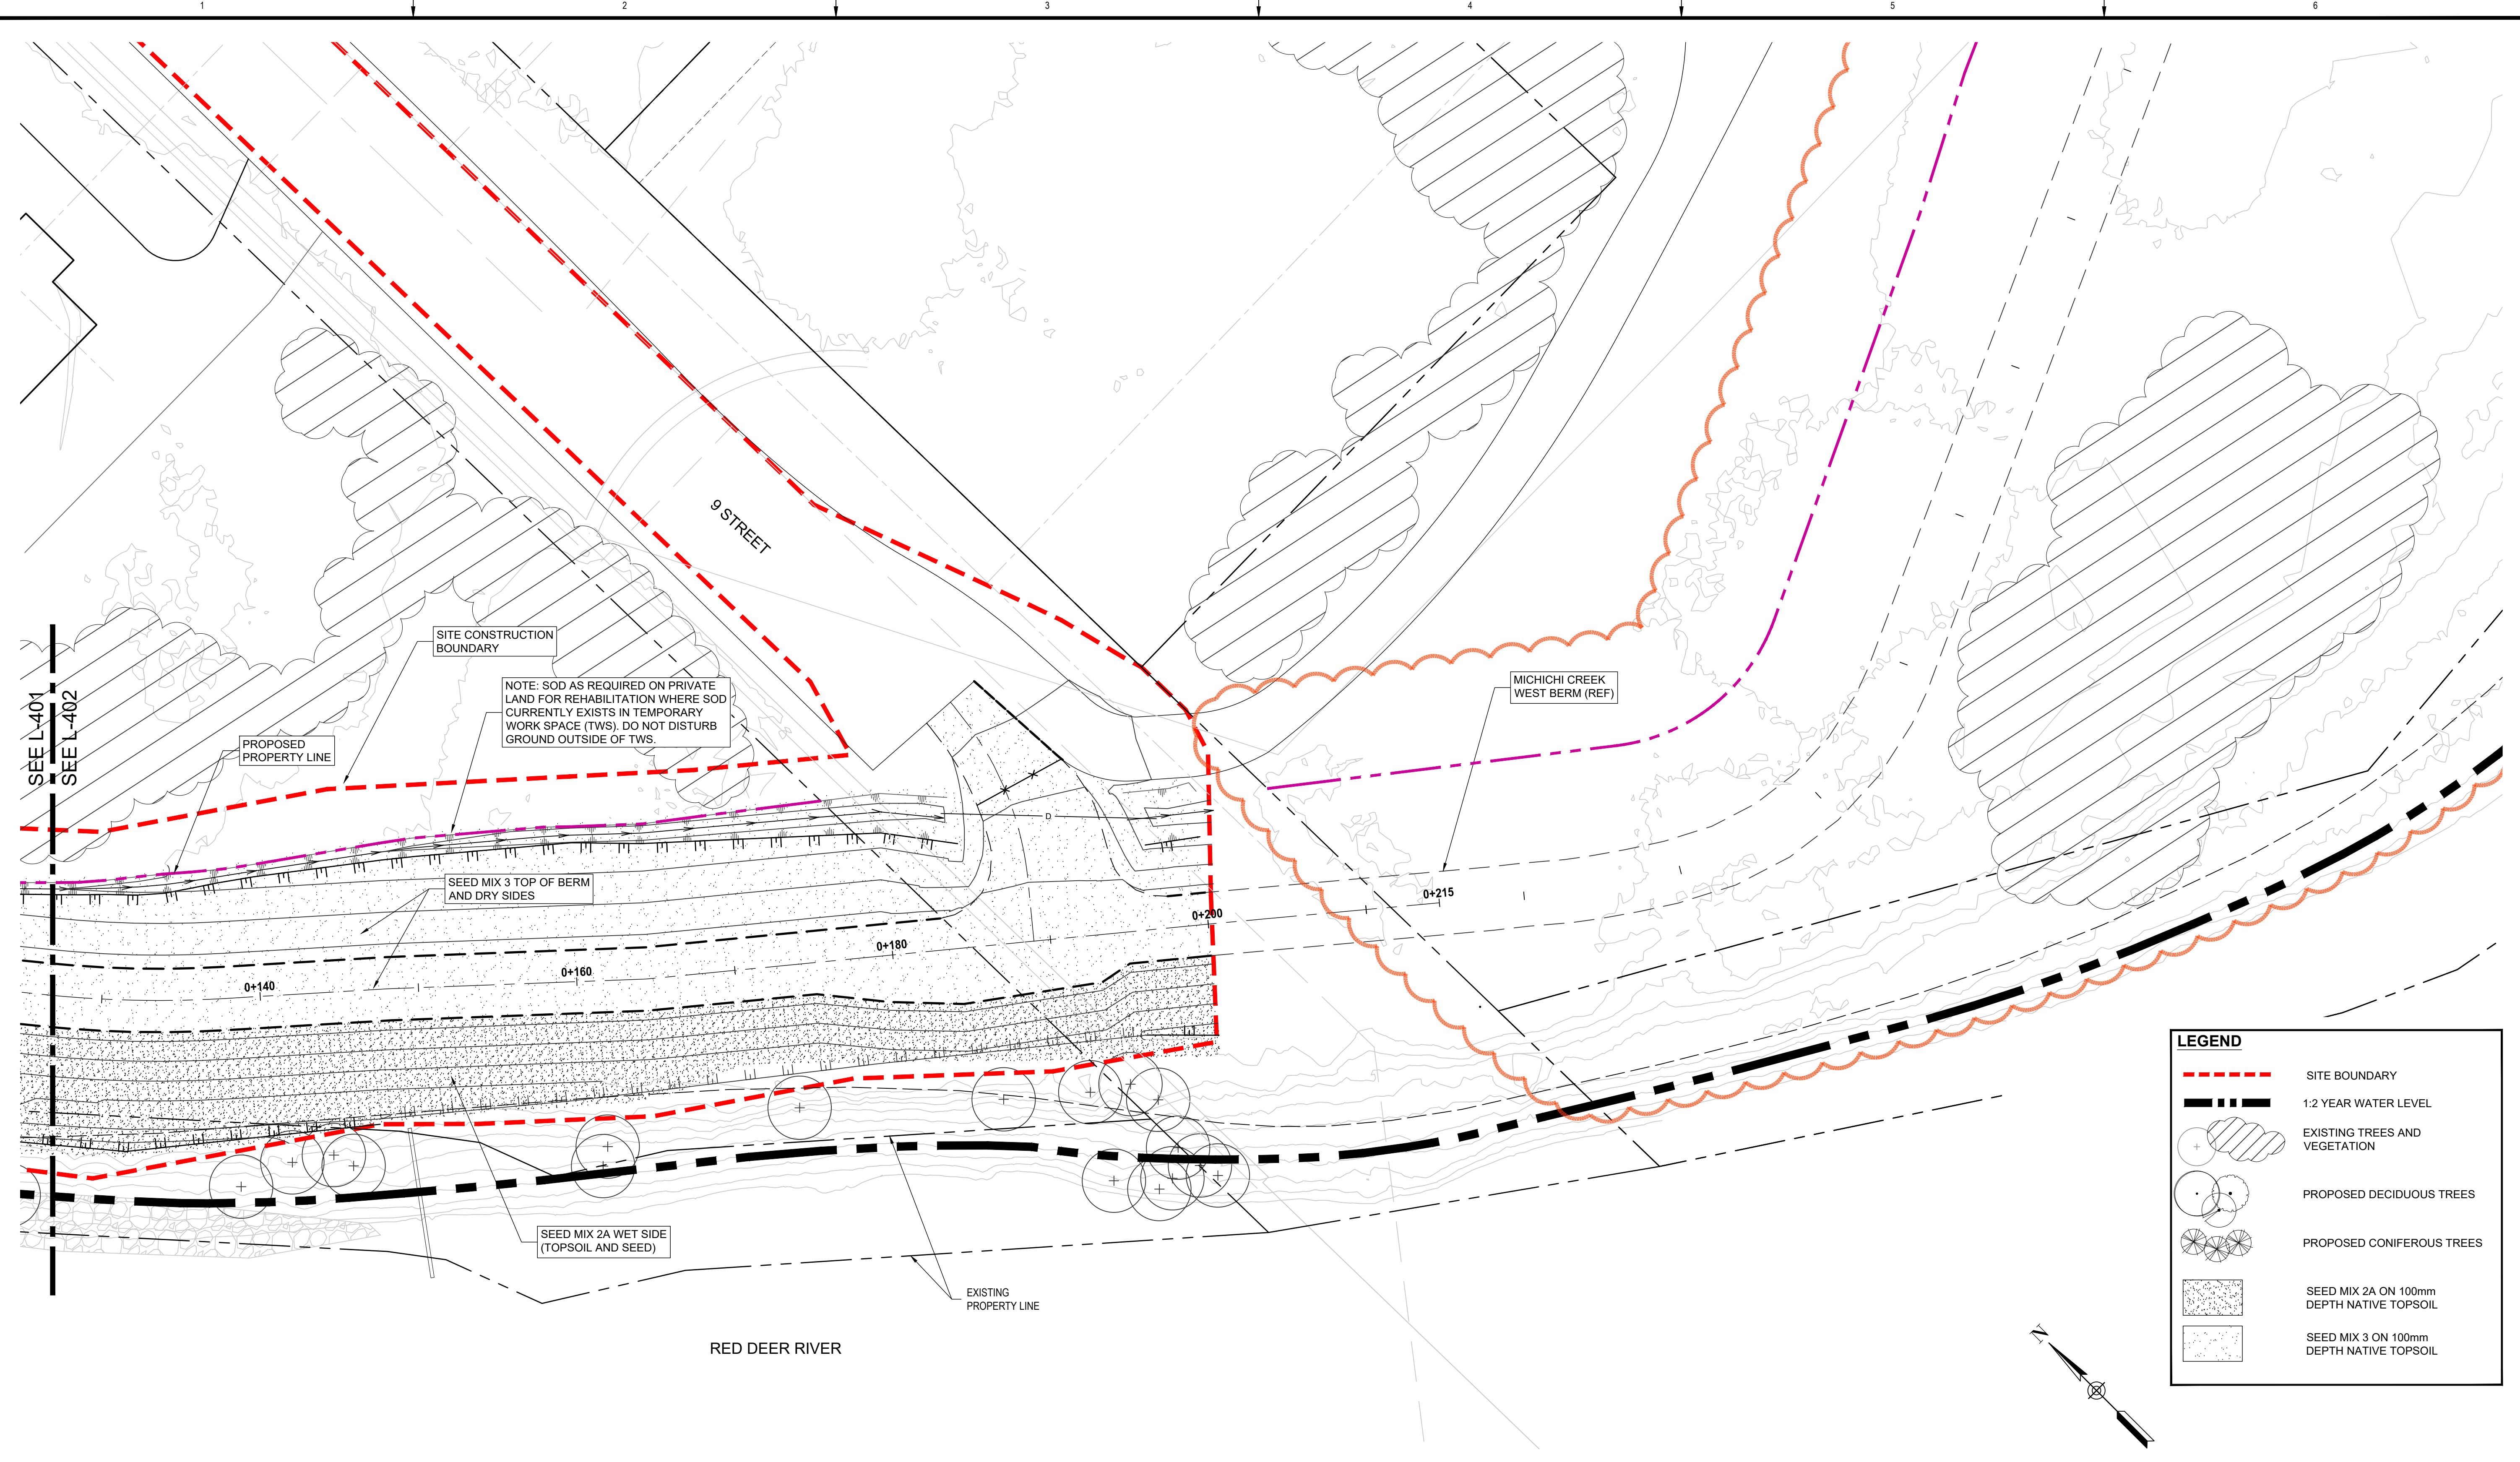 1
2
3
4
5
6
9 STREET
SITE CONSTRUCTION
BOUNDARY
NOTE: SOD AS REQUIRED ON PRIVATE
LAND FOR REHABILITATION WHERE SOD
CURRENTLY EXISTS IN TEMPORARY
WORK SPACE (TWS). DO NOT DISTURB
GROUND OUTSIDE OF TWS.
MICHICHI CREEK
WEST BERM (REF)
SEE L-401
SEE L-402
PROPOSED
PROPERTY LINE
D
SEED MIX 3 TOP OF BERM
AND DRY SIDES
0+140
0+160
0+180
0+200
0+215
SEED MIX 2A WET SIDE
(TOPSOIL AND SEED)
EXISTING
PROPERTY LINE
RED DEER RIVER
LEGEND
SITE BOUNDARY
1:2 YEAR WATER LEVEL
EXISTING TREES AND
VEGETATION
PROPOSED DECIDUOUS TREES
PROPOSED CONIFEROUS TREES
SEED MIX 2A ON 100mm
DEPTH NATIVE TOPSOIL
SEED MIX 3 ON 100mm
DEPTH NATIVE TOPSOIL
N